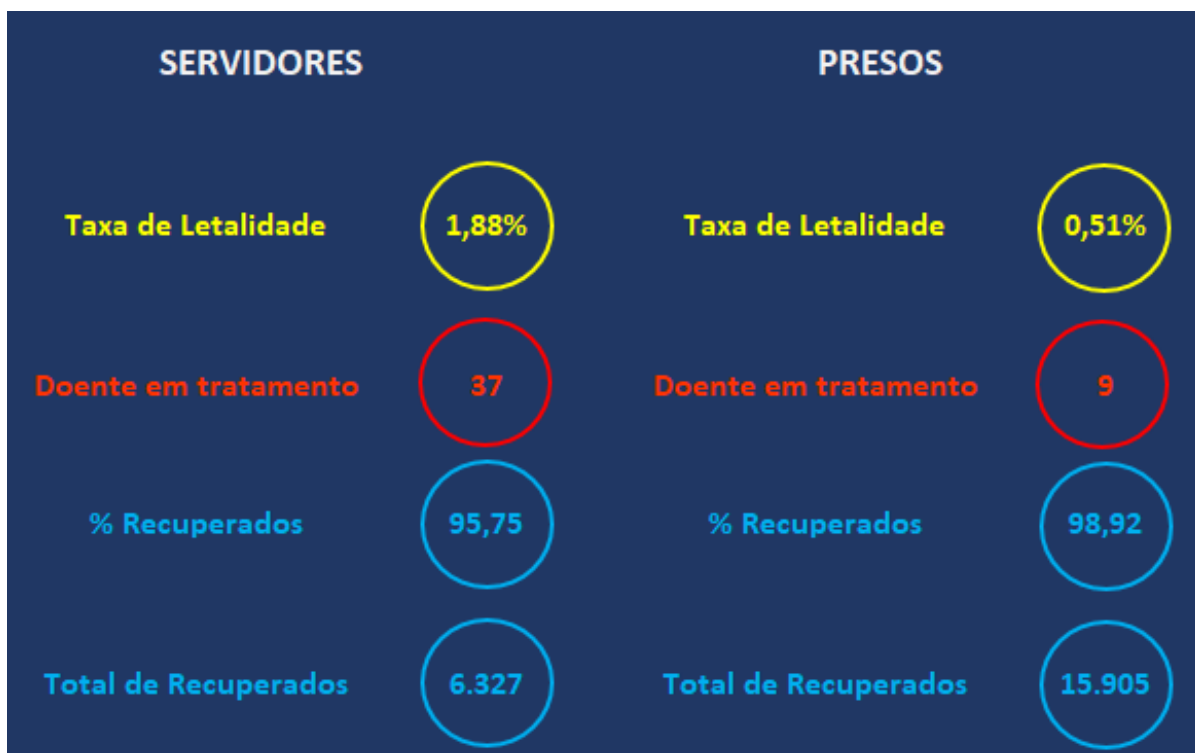 SERVIDORES
PRESOS
Taxa de Letalidade
1,88%
Taxa de Letalidade
0,51%
Doente em tratamento
37
Doente em tratamento
9
% Recuperados
95,75
% Recuperados
98,92
Total de Recuperados
6.327
Total de Recuperados
15.905